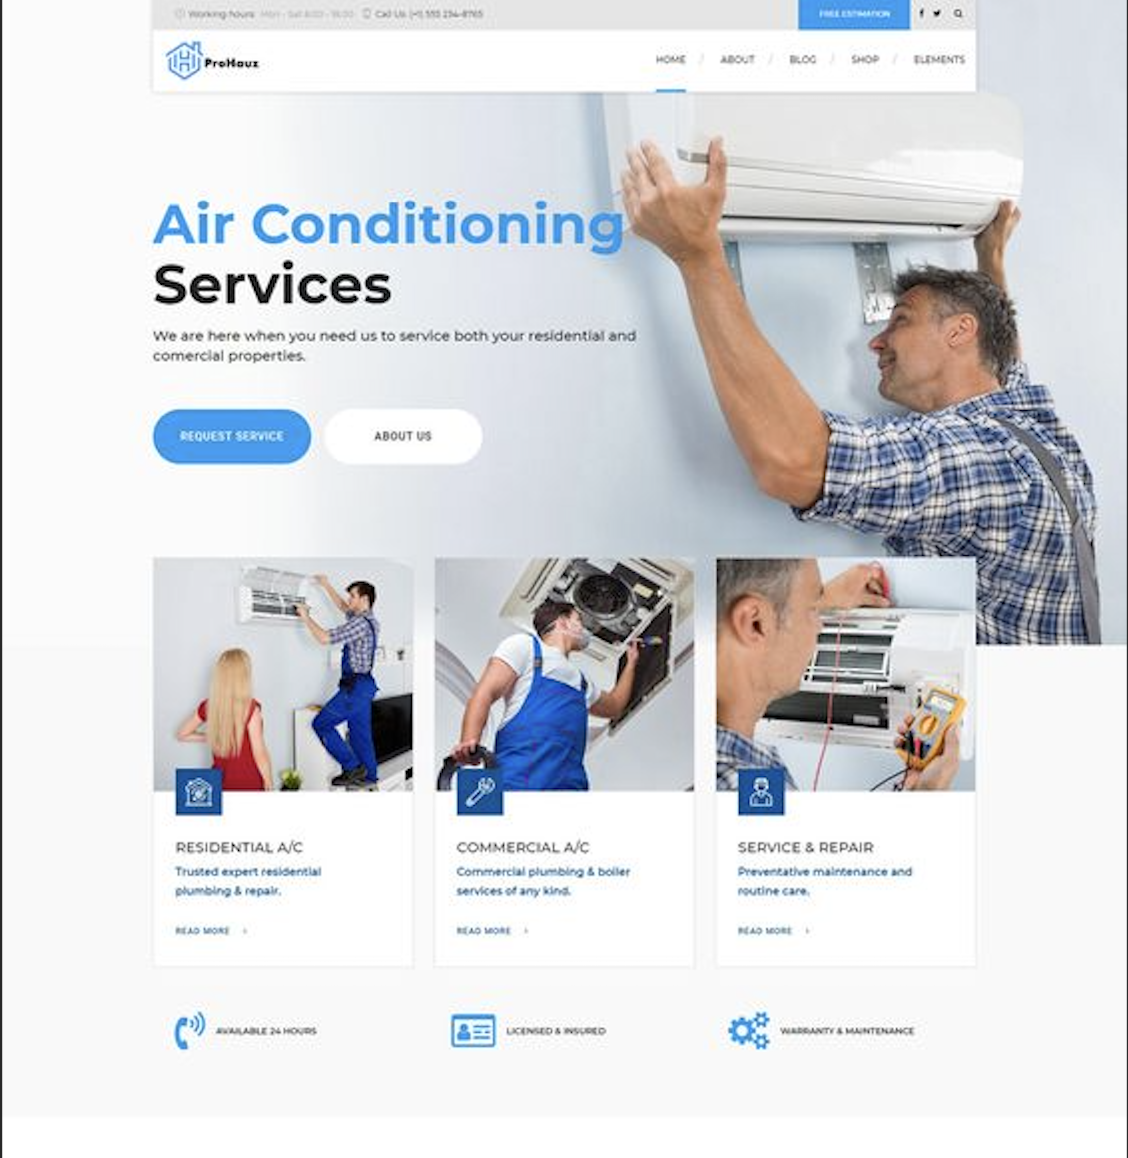 Working hours: Mon - Sat 8.00 - 18.00 Call Us: (+1) 555 234-8765 FREE ESTIMATION
ProHauz HOME / ABOUT / BLOG / SHOP / ELEMENTS
Air Conditioning
Services
We are here when you need us to service both your residential and
comercial properties.
REQUEST SERVICE ABOUT US
RESIDENTIAL A/C
Trusted expert residential
plumbing & repair.
READ MORE >
COMMERCIAL A/C
Commercial plumbing & boiler
services of any kind.
READ MORE >
SERVICE & REPAIR
Preventative maintenance and
routine care.
READ MORE >
AVAILABLE 24 HOURS LICENSED & INSURED WARRANTY & MAINTENANCE